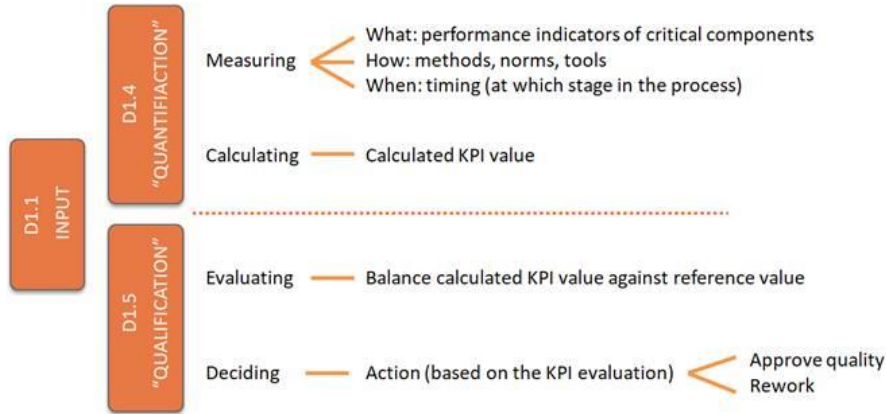 D1.1
INPUT
D1.4
"QUANTIFIACTION"
Measuring
What: performance indicators of critical components
How: methods, norms, tools
When: timing (at which stage in the process)
Calculating
Calculated KPI value
D1.5
"QUALIFICATION"
Evaluating
Balance calculated KPI value against reference value
Deciding
Action (based on the KPI evaluation)
Approve quality
Rework